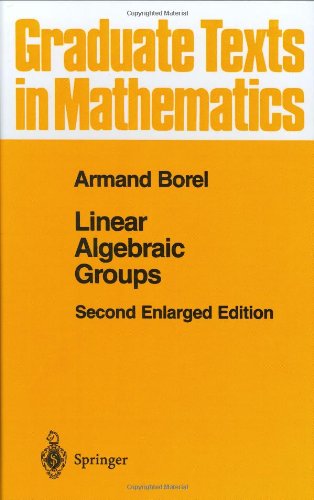 Graduate Texts
in Mathematics
Armand Borel
Linear
Algebraic
Groups
Second Enlarged Edition
Springer